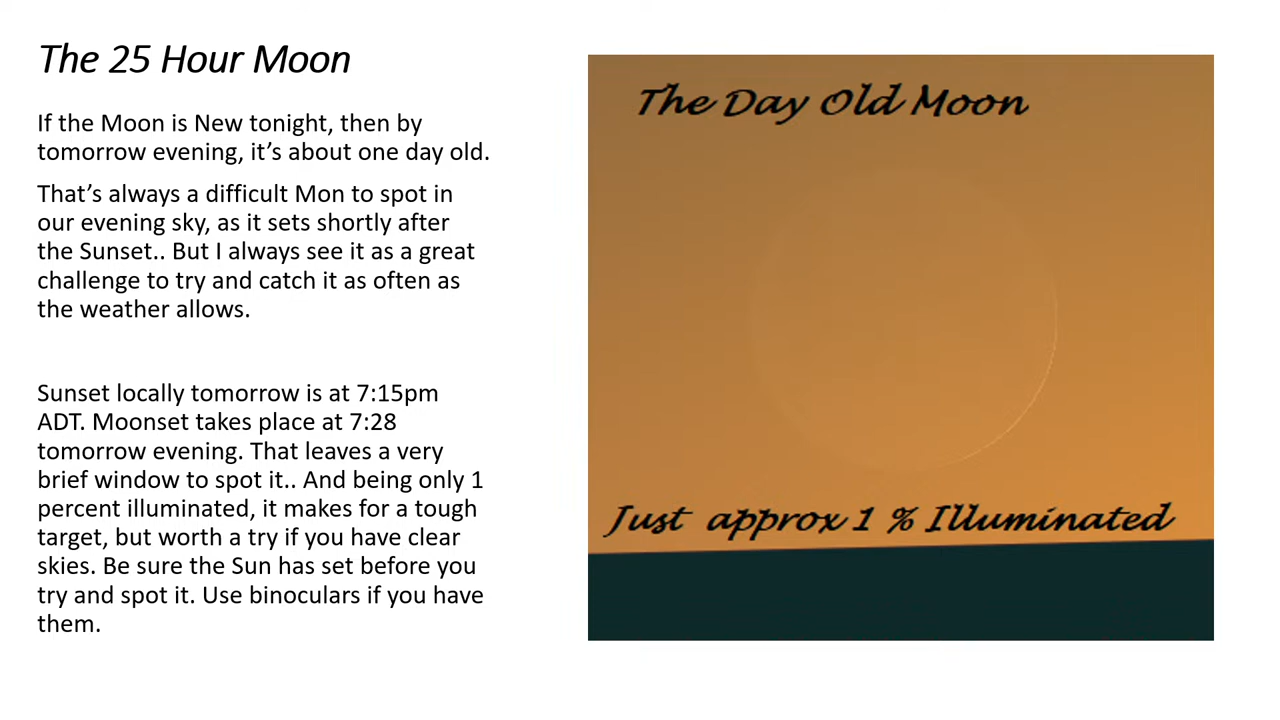 The 25 Hour Moon
If the Moon is New tonight, then by
tomorrow evening, it's about one day old.
That's always a difficult Mon to spot in
our evening sky, as it sets shortly after
the Sunset.. But I always see it as a great
challenge to try and catch it as often as
the weather allows.
Sunset locally tomorrow is at 7:15pm
ADT. Moonset takes place at 7:28
tomorrow evening. That leaves a very
brief window to spot it.. And being only 1
percent illuminated, it makes for a tough
target, but worth a try if you have clear
skies. Be sure the Sun has set before you
try and spot it. Use binoculars if you have
them.
The Day Old Moon
Just approx 1 % Illuminated